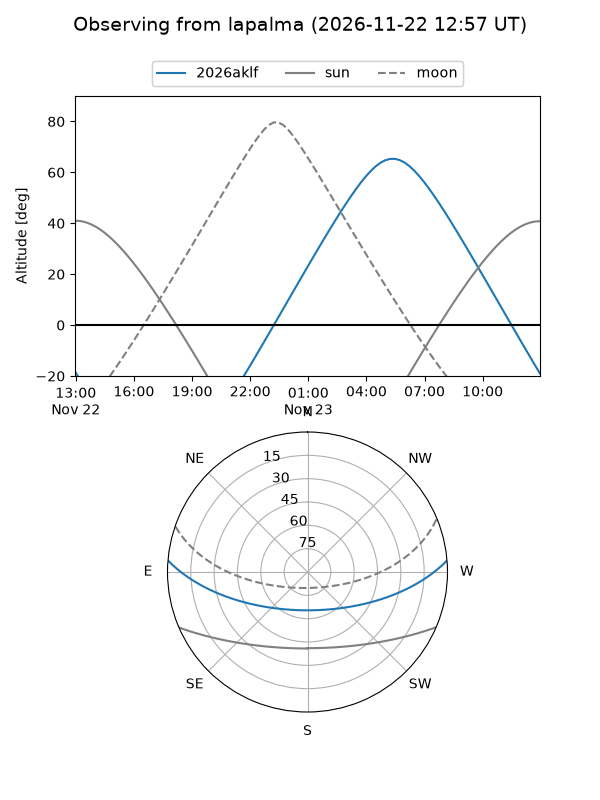 Observing from lapalma (2026-11-22 12:57 UT)
2026aklf sun moon
Altitude [deg]
80
60
40
20
0
−20
13:00 16:00 19:00 22:00 01:00 04:00 07:00 10:00
Nov 22 Nov 23
N
NE NW
15
30
45
60
75
E W
SE SW
S